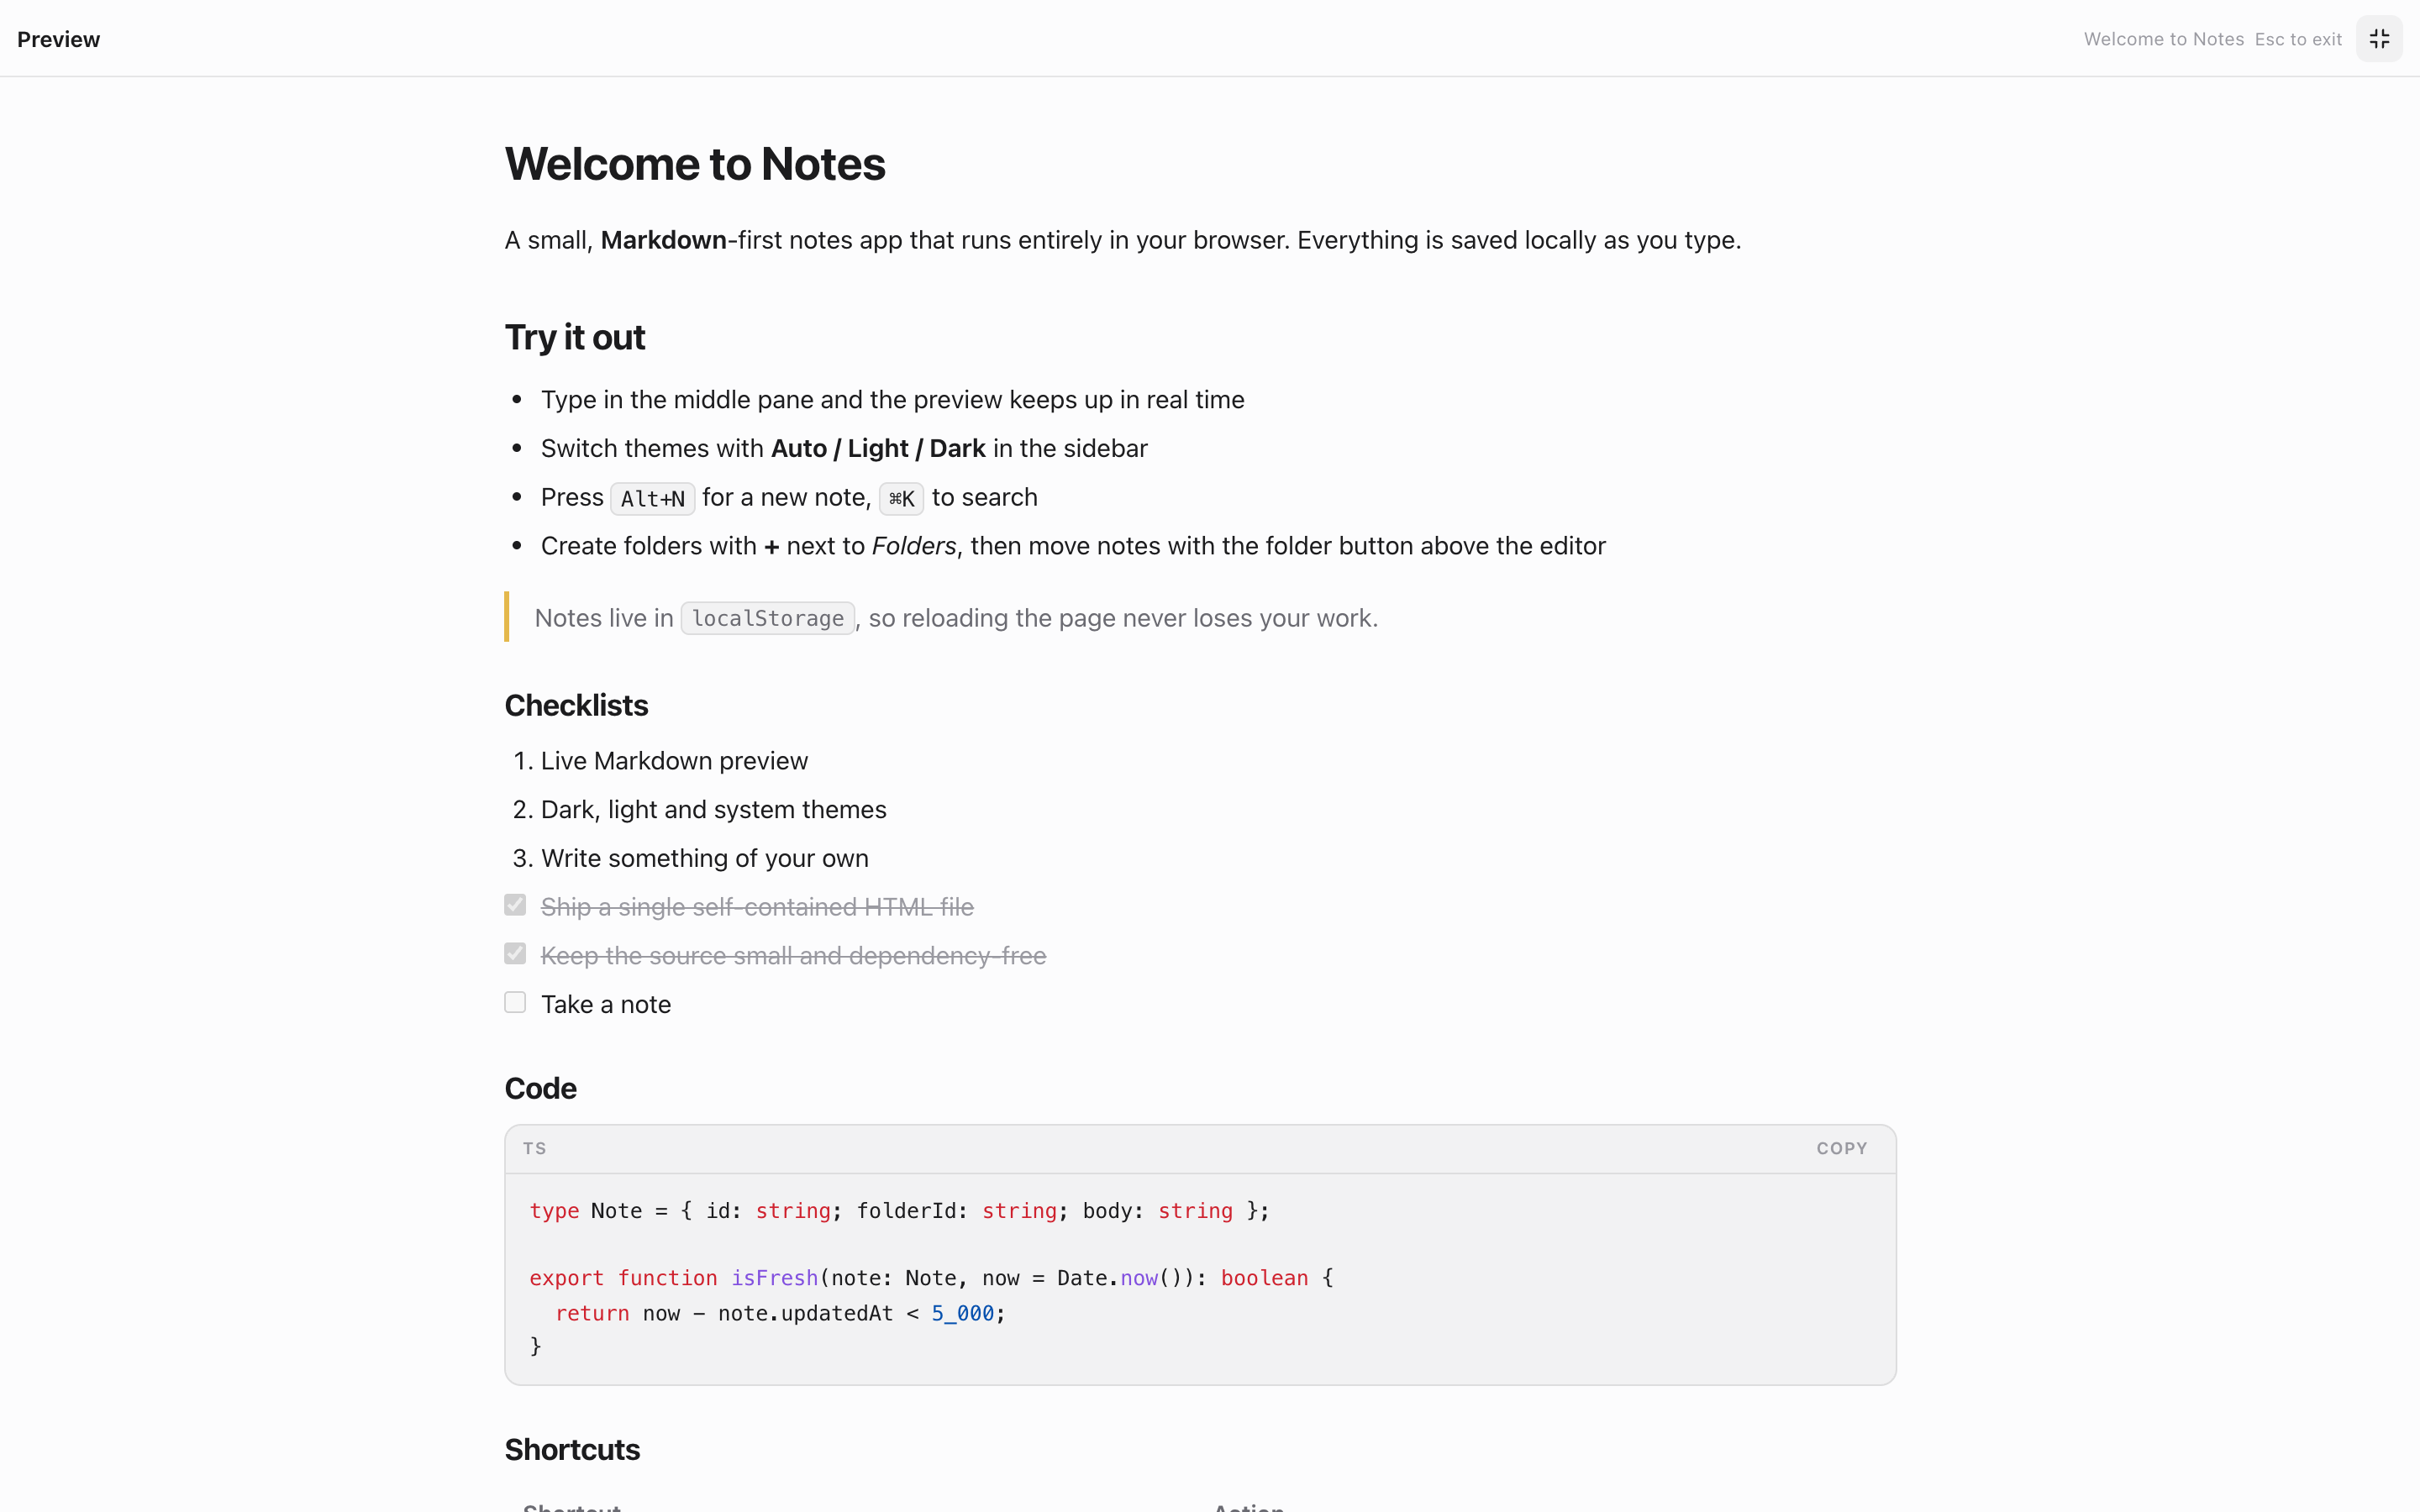 Preview
Welcome to Notes Esc to exit
Welcome to Notes
A small, Markdown-first notes app that runs entirely in your browser. Everything is saved locally as you type.
Try it out
• Type in the middle pane and the preview keeps up in real time
• Switch themes with Auto / Light / Dark in the sidebar
• Press Alt+N for a new note, ⌘K to search
• Create folders with + next to Folders, then move notes with the folder button above the editor
Notes live in localStorage, so reloading the page never loses your work.
Checklists
1. Live Markdown preview
2. Dark, light and system themes
3. Write something of your own
Ship a single self-contained HTML file
Keep the source small and dependency-free
Take a note
Code
TS COPY
type Note = { id: string; folderId: string; body: string };
export function isFresh(note: Note, now = Date.now()): boolean {
  return now - note.updatedAt < 5_000;
}
Shortcuts
Shortcut Action